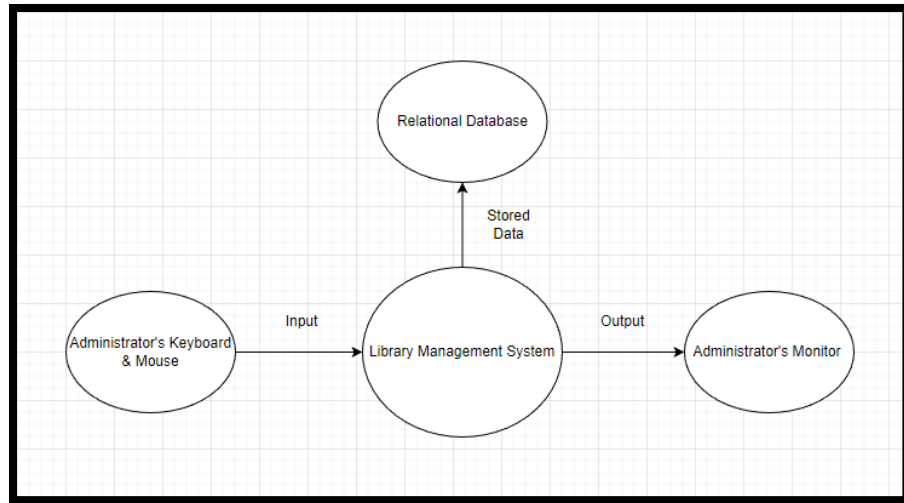 Relational Database
Stored
Data
Input
Output
Administrator's Keyboard
& Mouse
Library Management System
Administrator's Monitor